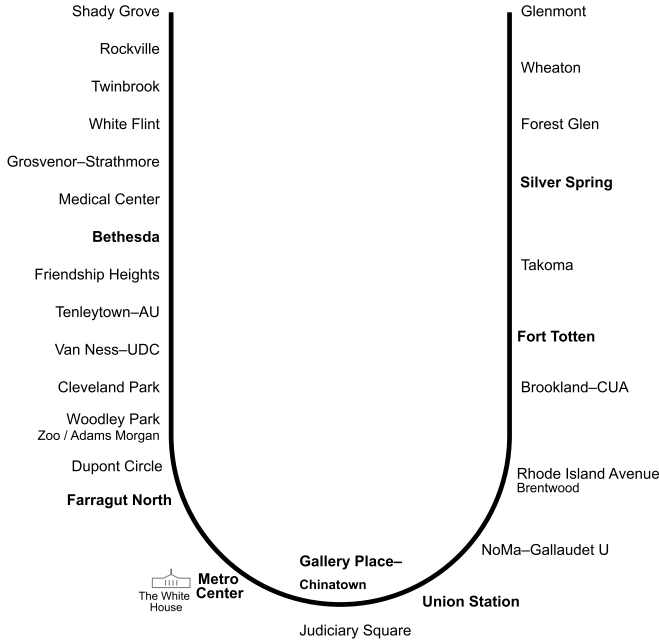 Shady Grove
Rockville
Twinbrook
White Flint
Grosvenor–Strathmore
Medical Center
Bethesda
Friendship Heights
Tenleytown–AU
Van Ness–UDC
Cleveland Park
Woodley Park
Zoo / Adams Morgan
Dupont Circle
Farragut North
The White
House
Metro
Center
Gallery Place–
Chinatown
Judiciary Square
Union Station
NoMa–Gallaudet U
Rhode Island Avenue
Brentwood
Brookland–CUA
Fort Totten
Takoma
Silver Spring
Forest Glen
Wheaton
Glenmont